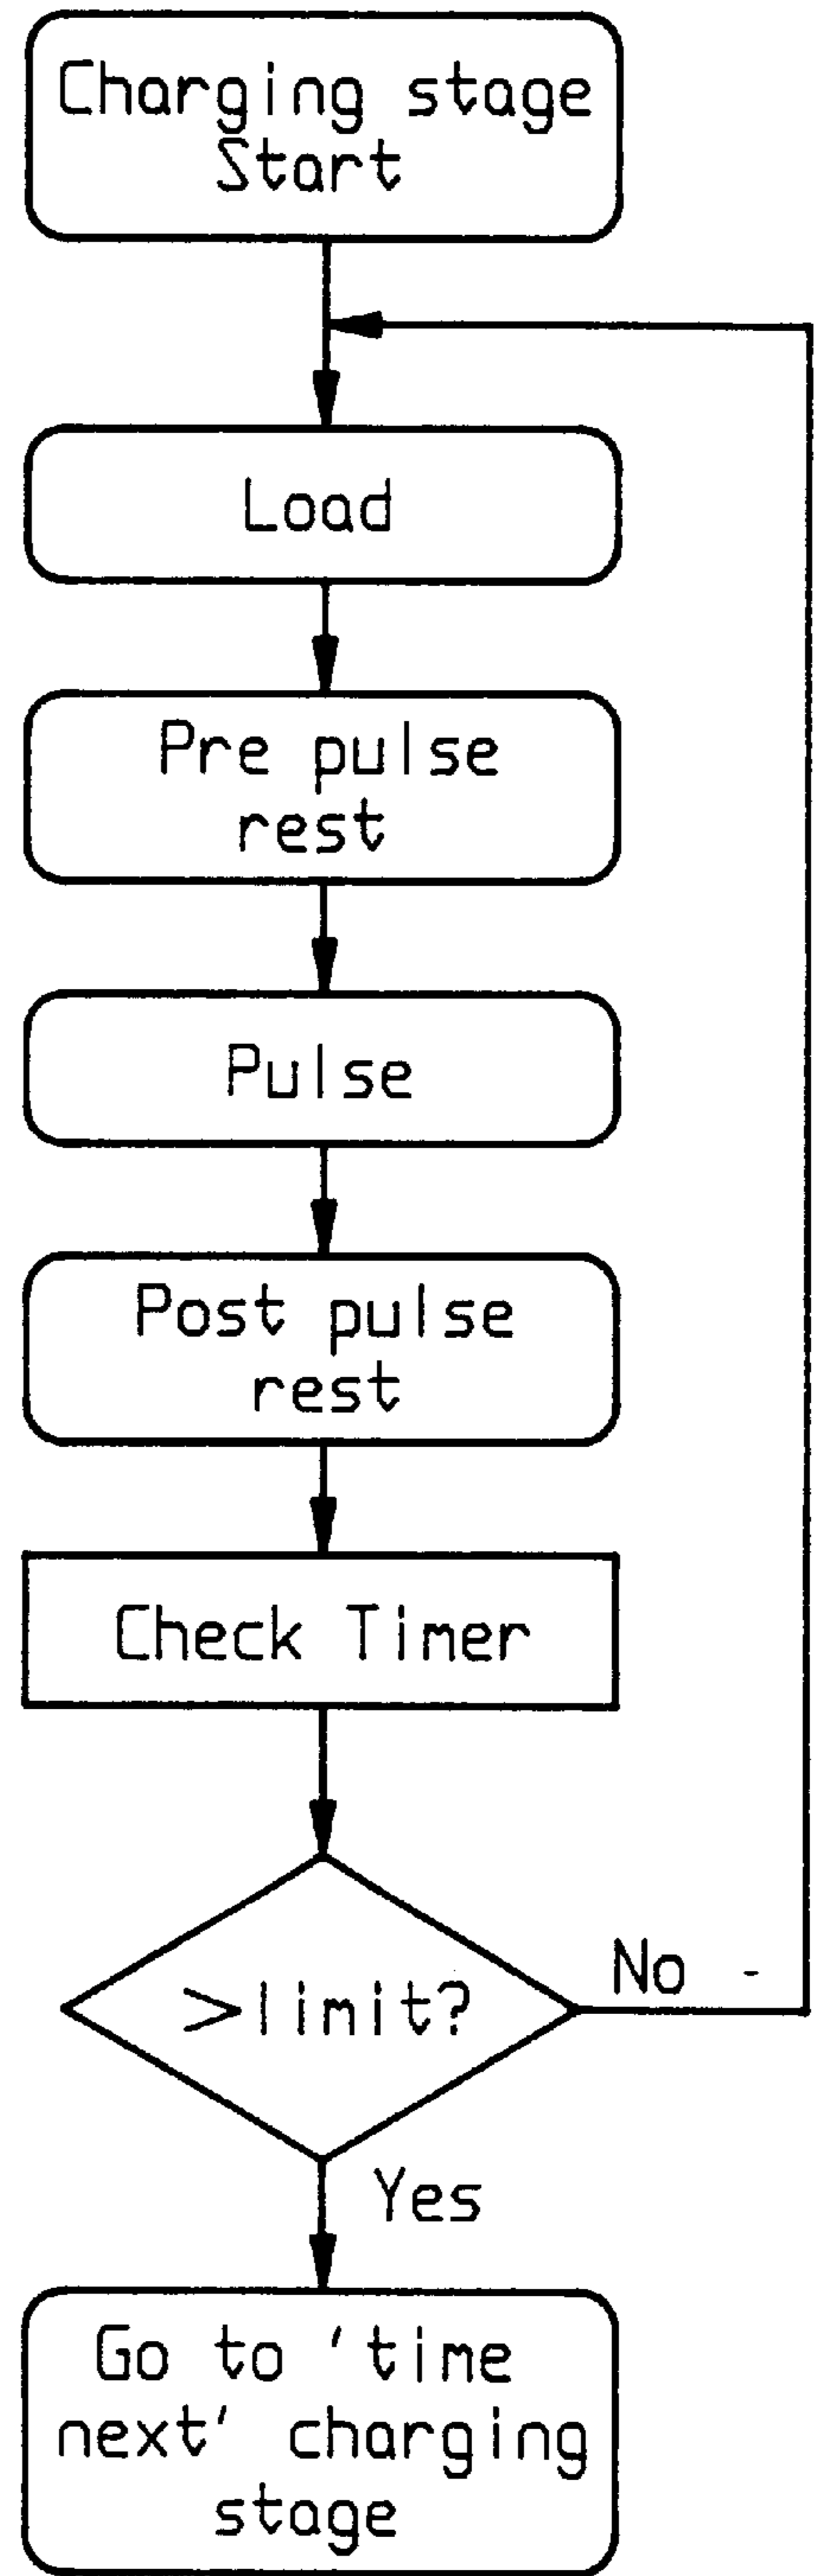 Charging stage
Start
Load
Pre pulse
rest
Pulse
Post pulse
rest
Check Timer
>limit?
No -
Yes
Go to 'time
next' charging
stage